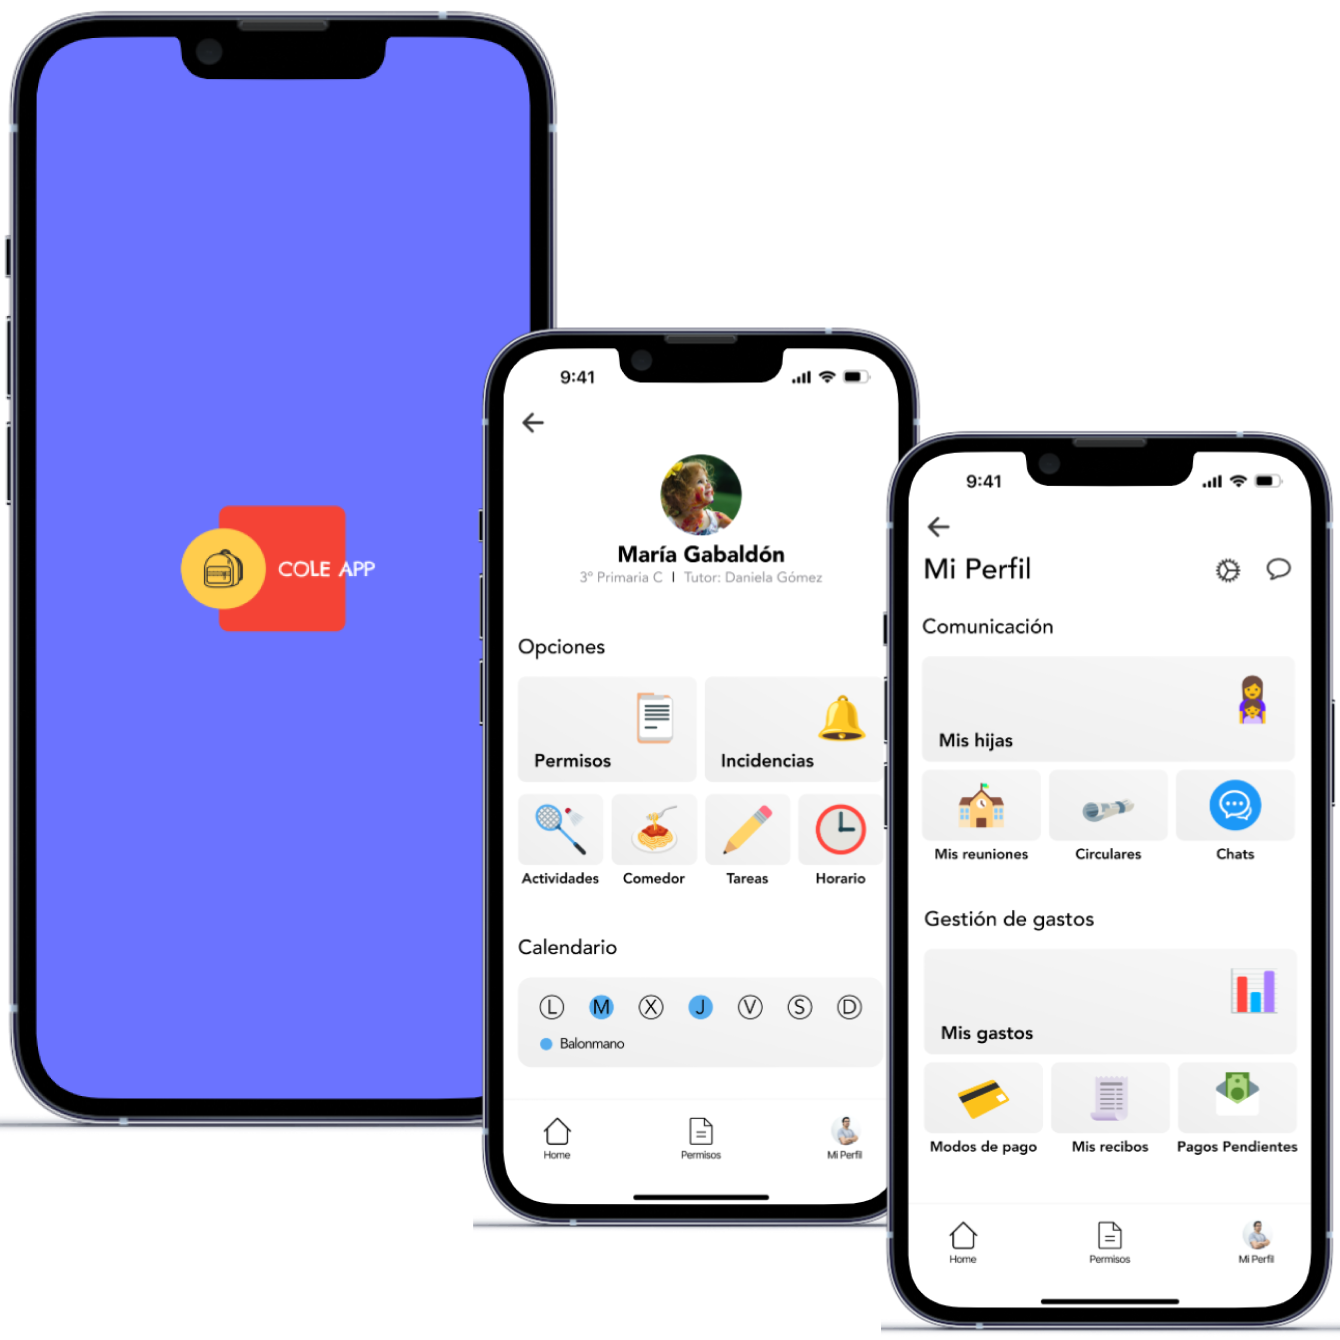 COLE APP
9:41
María Gabaldón
3º Primaria C | Tutor: Daniela Gómez
Opciones
Permisos
Incidencias
Actividades
Comedor
Tareas
Horario
Calendario
L M X J V S D
Balonmano
Home
Permisos
Mi Perfil
9:41
Mi Perfil
Comunicación
Mis hijas
Mis reuniones
Circulares
Chats
Gestión de gastos
Mis gastos
Modos de pago
Mis recibos
Pagos Pendientes
Home
Permisos
Mi Perfil